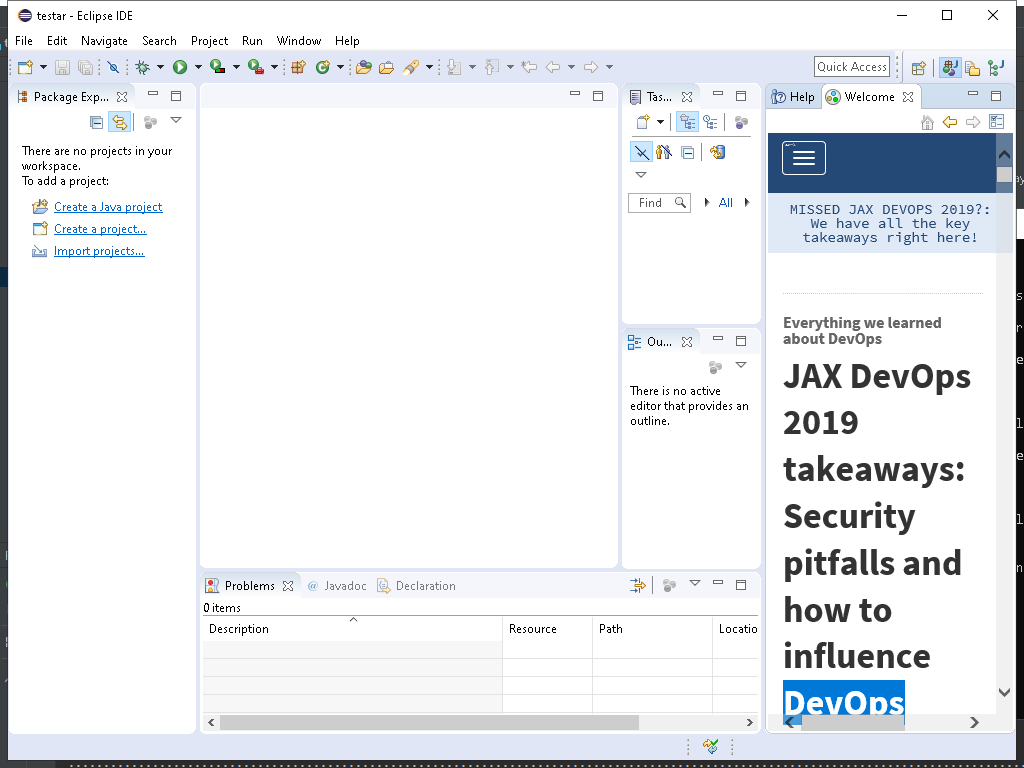 testar - Eclipse IDE
File Edit Navigate Search Project Run Window Help
Quick Access
Package Exp...
There are no projects in your
workspace.
To add a project:
Create a Java project
Create a project...
Import projects...
Tas...
Find
All
Ou...
There is no active
editor that provides an
outline.
Problems @ Javadoc Declaration
0 items
Description Resource Path Locatio
Help Welcome
MISSED JAX DEVOPS 2019?:
We have all the key
takeaways right here!
Everything we learned
about DevOps
JAX DevOps
2019
takeaways:
Security
pitfalls and
how to
influence
DevOps